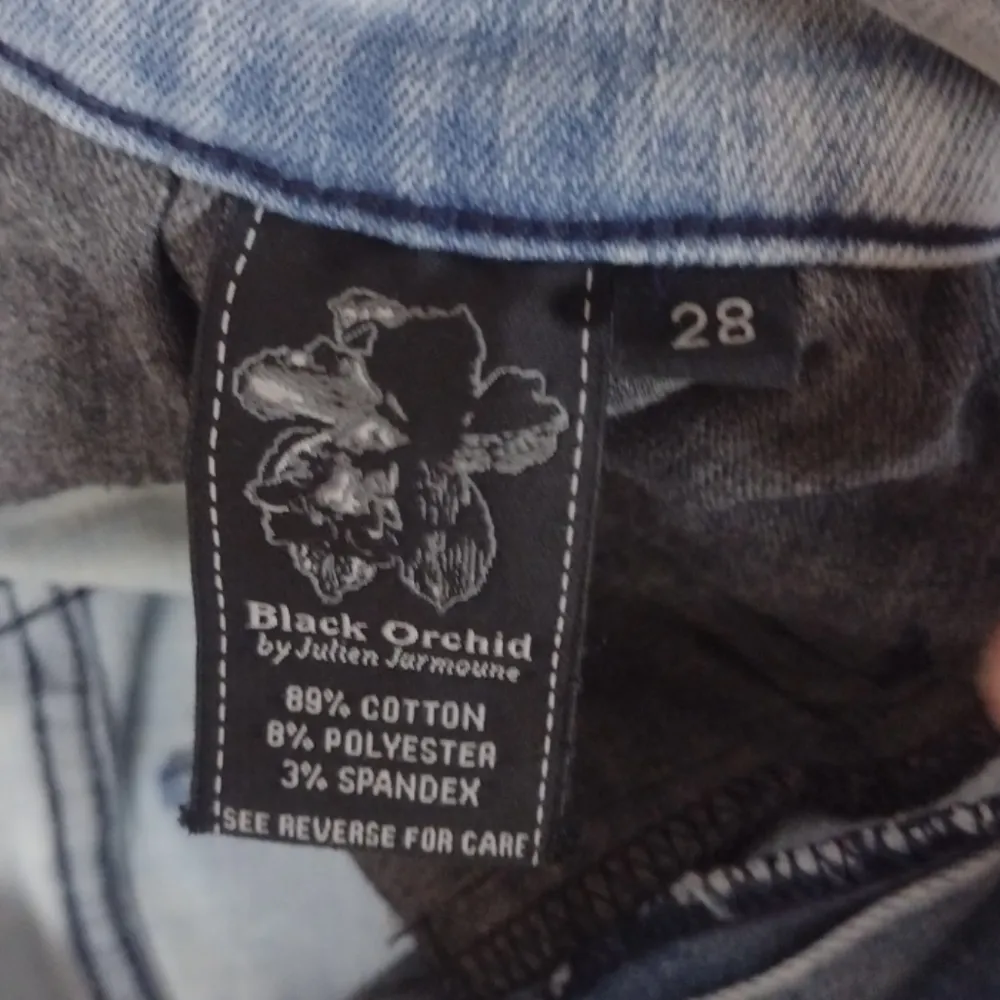 28
Black Orchid
by Julien Jarmoune
89% COTTON
8% POLYESTER
3% SPANDEX
SEE REVERSE FOR CARE